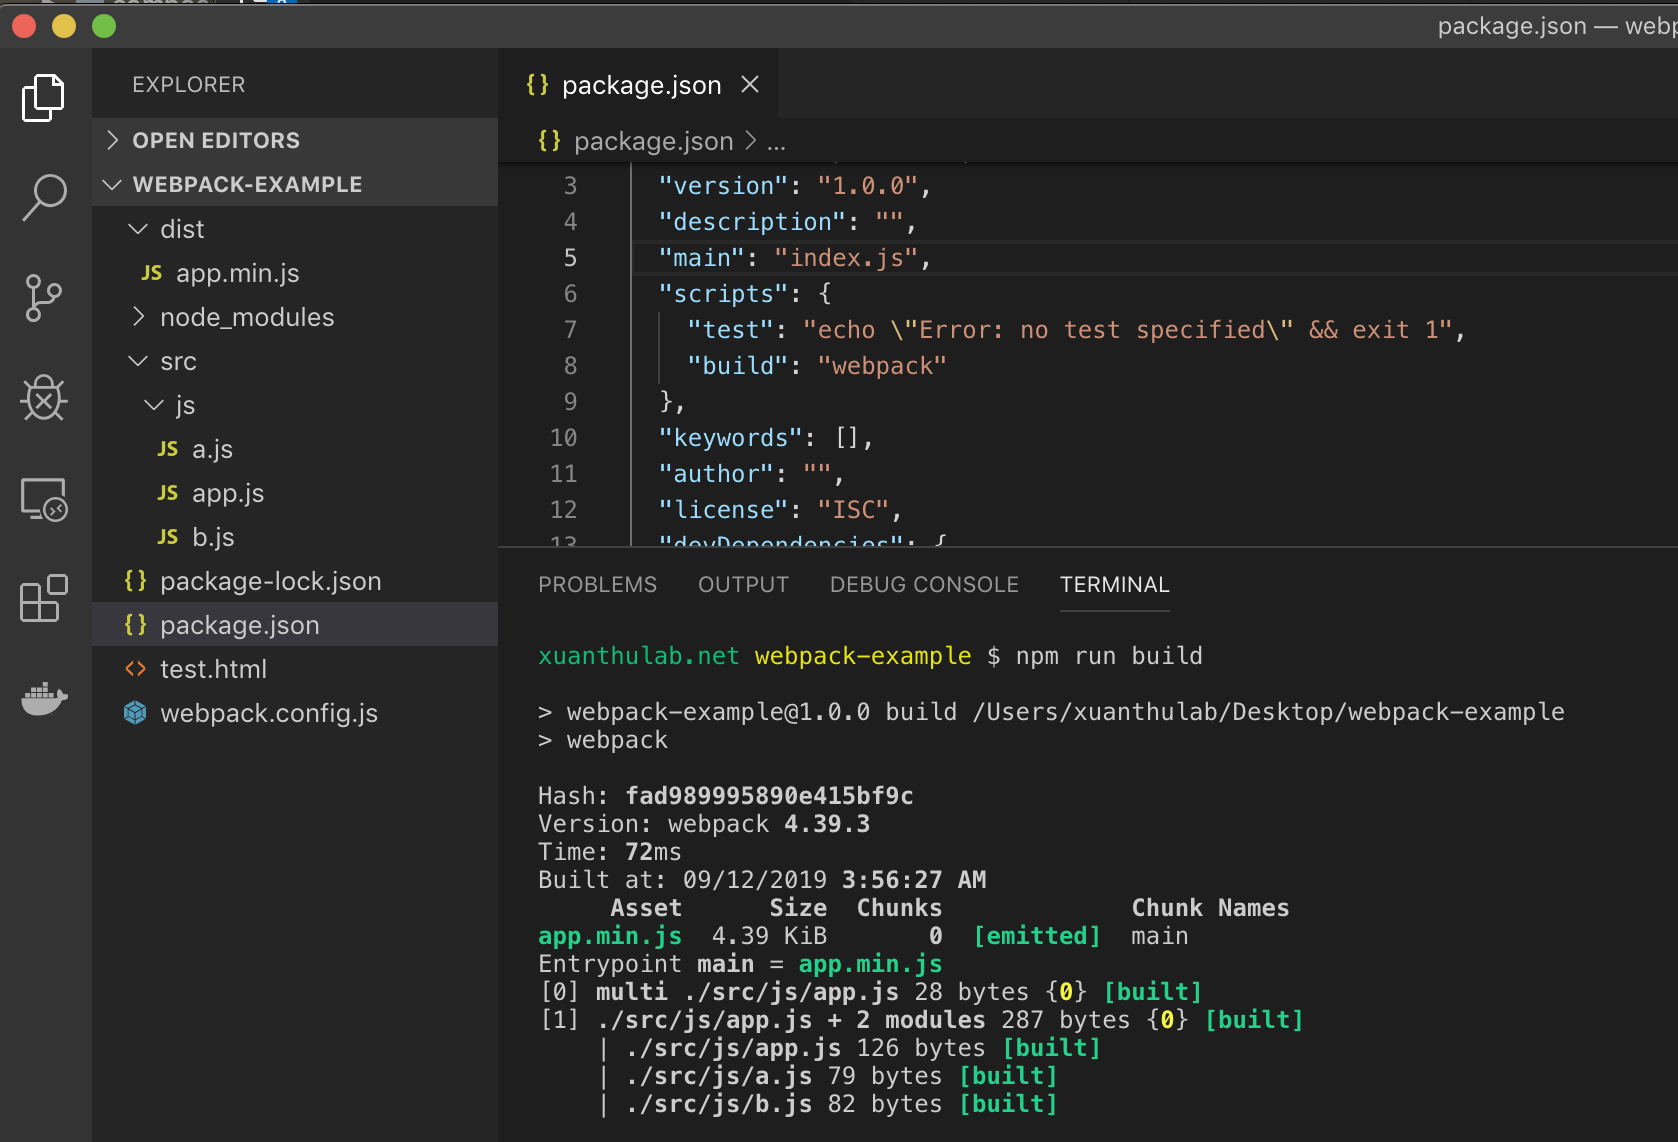 package.json — webp
EXPLORER
OPEN EDITORS
WEBPACK-EXAMPLE
dist
JS app.min.js
node_modules
src
js
JS a.js
JS app.js
JS b.js
{} package-lock.json
{} package.json
<> test.html
webpack.config.js
{} package.json
{} package.json > ...
3 "version": "1.0.0",
4 "description": "",
5 "main": "index.js",
6 "scripts": {
7 "test": "echo \"Error: no test specified\" && exit 1",
8 "build": "webpack"
9 },
10 "keywords": [],
11 "author": "",
12 "license": "ISC",
13 "devDependencies": {
PROBLEMS OUTPUT DEBUG CONSOLE TERMINAL
xuanthulab.net webpack-example $ npm run build
> webpack-example@1.0.0 build /Users/xuanthulab/Desktop/webpack-example
> webpack
Hash: fad989995890e415bf9c
Version: webpack 4.39.3
Time: 72ms
Built at: 09/12/2019 3:56:27 AM
Asset Size Chunks Chunk Names
app.min.js 4.39 KiB 0 [emitted] main
Entrypoint main = app.min.js
[0] multi ./src/js/app.js 28 bytes {0} [built]
[1] ./src/js/app.js + 2 modules 287 bytes {0} [built]
| ./src/js/app.js 126 bytes [built]
| ./src/js/a.js 79 bytes [built]
| ./src/js/b.js 82 bytes [built]